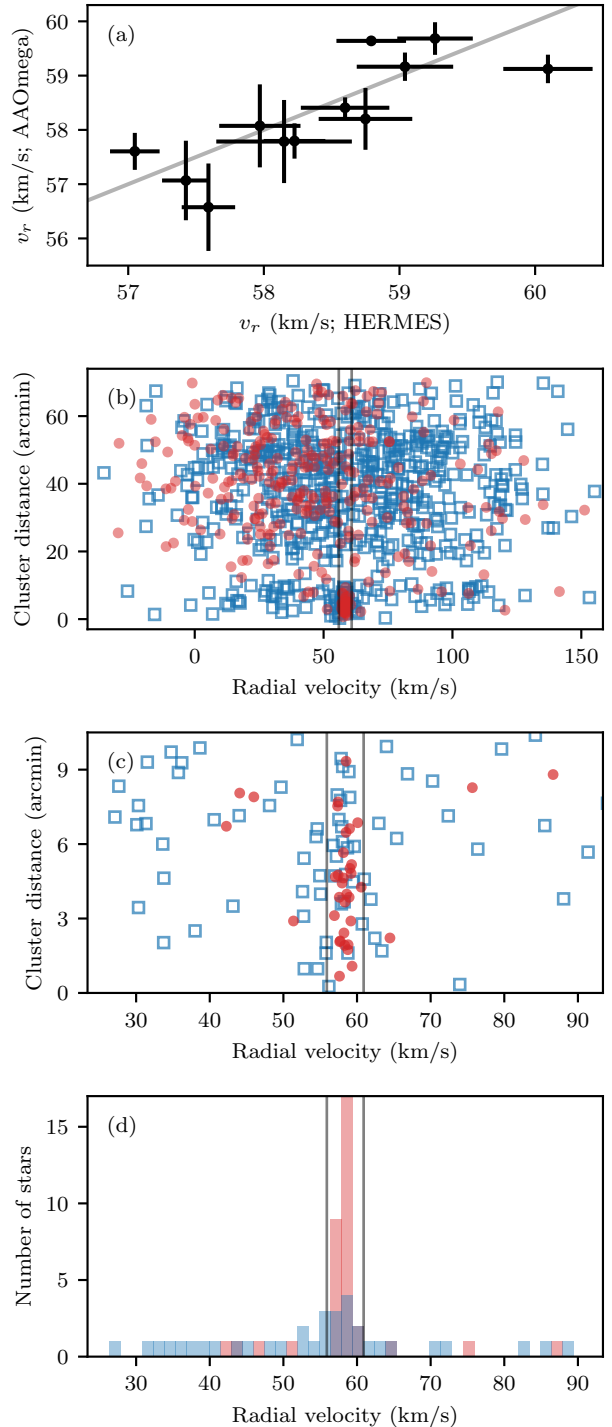 (a)
60
59
58
57
56
v_r (km/s; AAOmega)
57 58 59 60
v_r (km/s; HERMES)
(b)
60
40
20
0
Cluster distance (arcmin)
0 50 100 150
Radial velocity (km/s)
(c)
9
6
3
0
Cluster distance (arcmin)
30 40 50 60 70 80 90
Radial velocity (km/s)
(d)
15
10
5
0
Number of stars
30 40 50 60 70 80 90
Radial velocity (km/s)